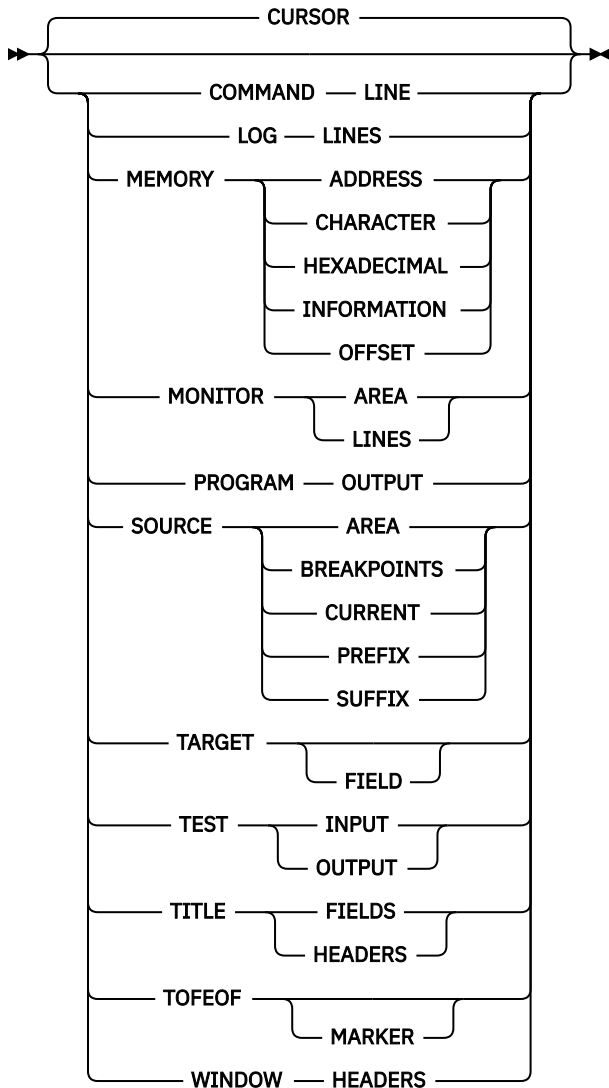 CURSOR
COMMAND LINE
LOG LINES
MEMORY ADDRESS
CHARACTER
HEXADECIMAL
INFORMATION
OFFSET
MONITOR AREA
LINES
PROGRAM OUTPUT
SOURCE AREA
BREAKPOINTS
CURRENT
PREFIX
SUFFIX
TARGET
FIELD
TEST INPUT
OUTPUT
TITLE FIELDS
HEADERS
TOFEOF
MARKER
WINDOW HEADERS